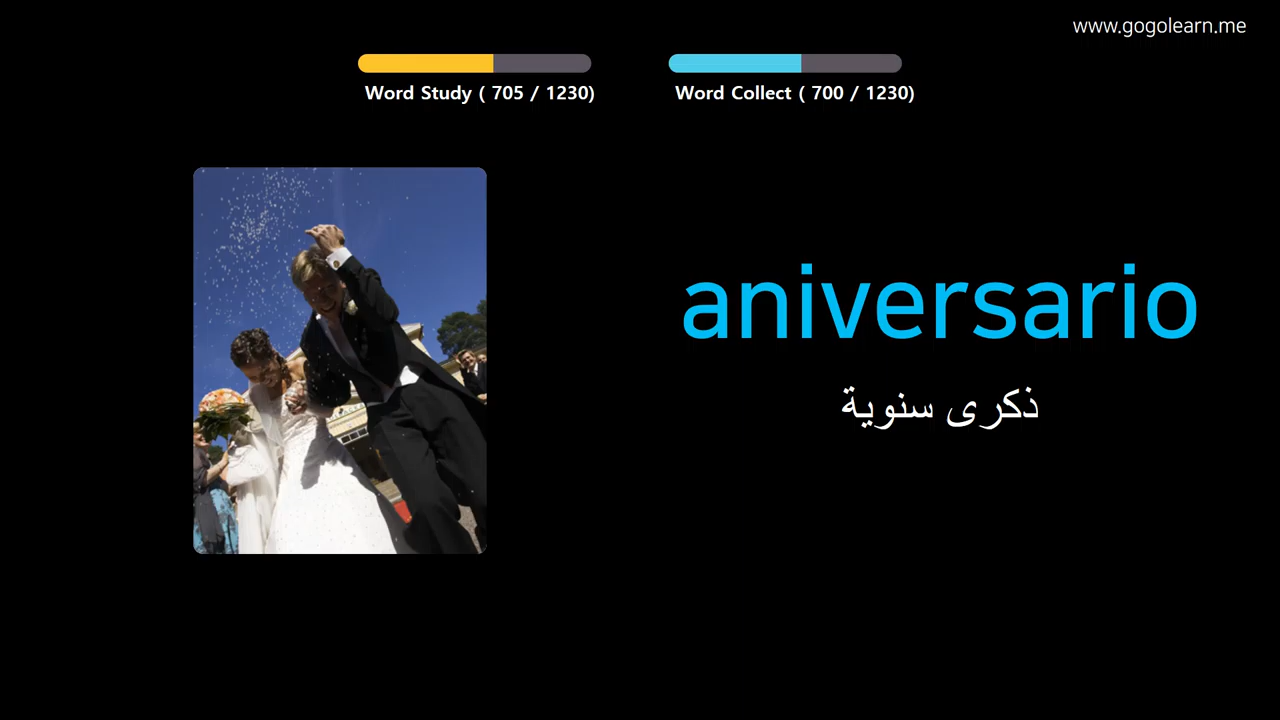 www.gogolearn.me
Word Study ( 705 / 1230)
Word Collect ( 700 / 1230)
aniversario
ذكرى سنوية